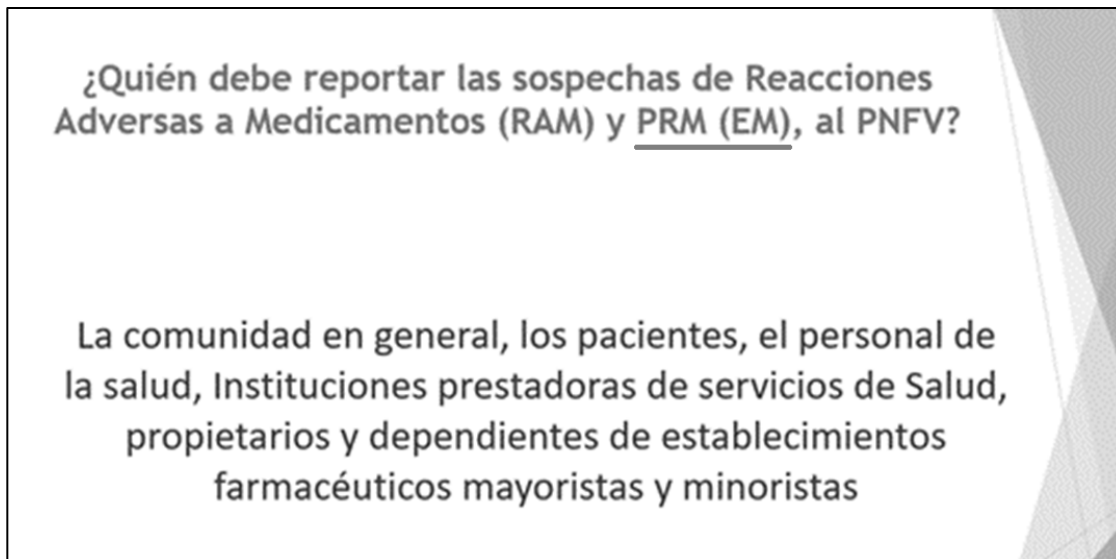 ¿Quién debe reportar las sospechas de Reacciones
Adversas a Medicamentos (RAM) y PRM (EM), al PNFV?
La comunidad en general, los pacientes, el personal de
la salud, Instituciones prestadoras de servicios de Salud,
propietarios y dependientes de establecimientos
farmacéuticos mayoristas y minoristas